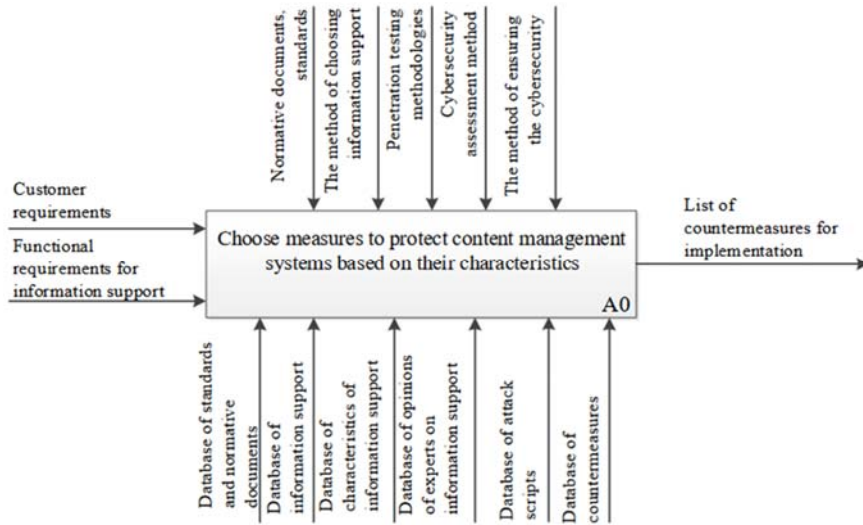 Normative documents,
standards
The method of choosing
information support
Penetration testing
methodologies
Cybersecurity
assessment method
The method of ensuring
the cybersecurity
Customer
requirements
Functional
requirements for
information support
Choose measures to protect content management
systems based on their characteristics
A0
List of
countermeasures for
implementation
Database of standards
and normative
documents
Database of
information support
Database of
characteristics of
information support
Database of opinions
of experts on
information support
Database of attack
scripts
Database of
countermeasures